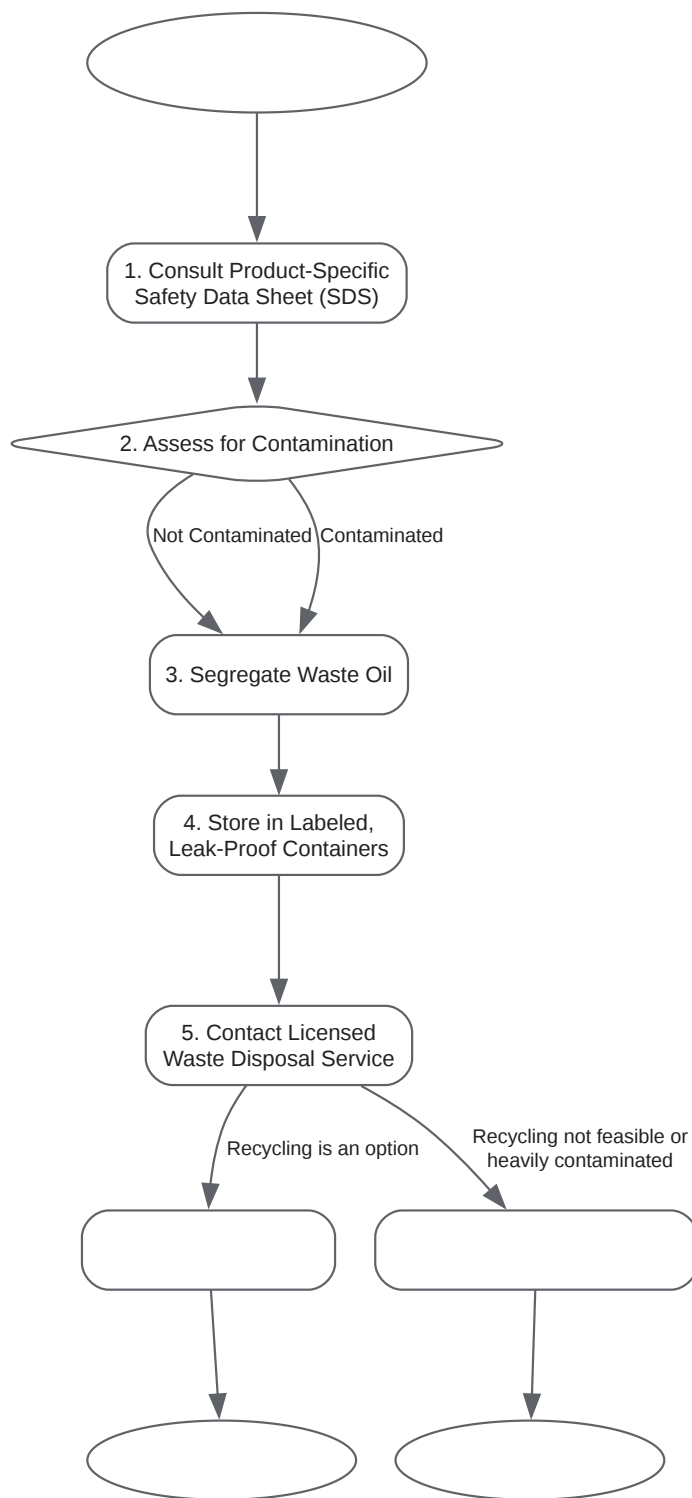 1. Consult Product-Specific
Safety Data Sheet (SDS)
2. Assess for Contamination
Not Contaminated
Contaminated
3. Segregate Waste Oil
4. Store in Labeled,
Leak-Proof Containers
5. Contact Licensed
Waste Disposal Service
Recycling is an option
Recycling not feasible or
heavily contaminated